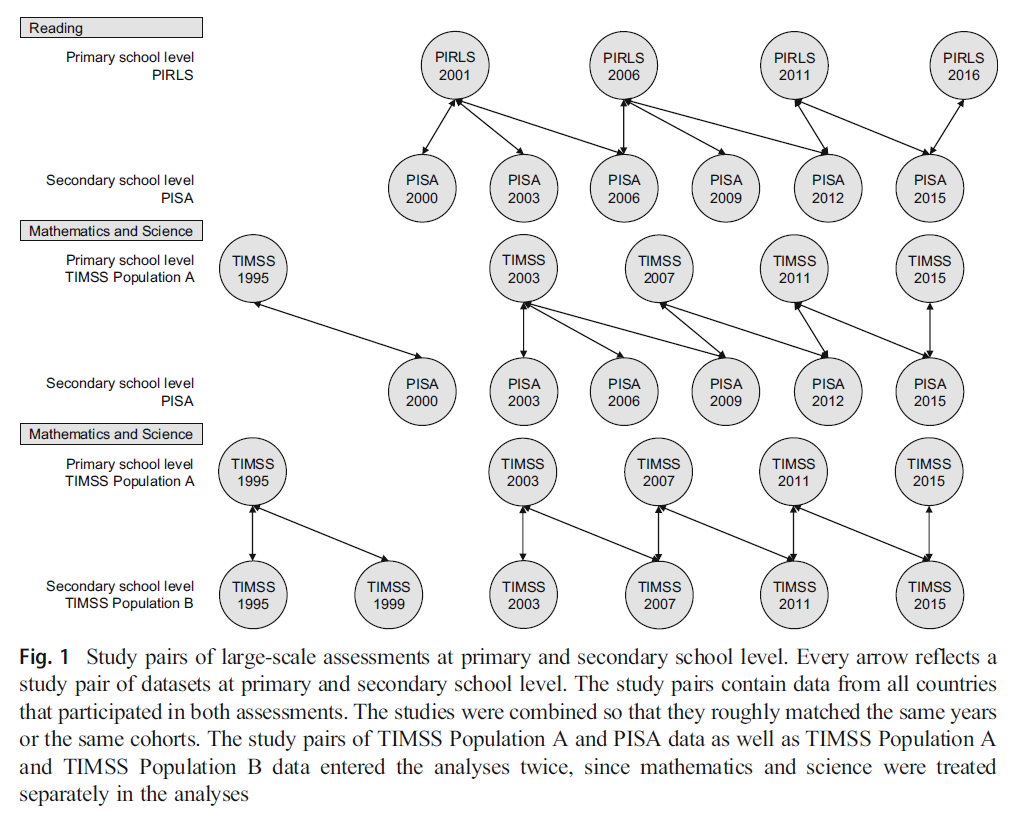 Reading
Primary school level
PIRLS
PIRLS
2001
PIRLS
2006
PIRLS
2011
PIRLS
2016
Secondary school level
PISA
PISA
2000
PISA
2003
PISA
2006
PISA
2009
PISA
2012
PISA
2015
Mathematics and Science
Primary school level
TIMSS Population A
TIMSS
1995
TIMSS
2003
TIMSS
2007
TIMSS
2011
TIMSS
2015
Secondary school level
PISA
PISA
2000
PISA
2003
PISA
2006
PISA
2009
PISA
2012
PISA
2015
Mathematics and Science
Primary school level
TIMSS Population A
TIMSS
1995
TIMSS
2003
TIMSS
2007
TIMSS
2011
TIMSS
2015
Secondary school level
TIMSS Population B
TIMSS
1995
TIMSS
1999
TIMSS
2003
TIMSS
2007
TIMSS
2011
TIMSS
2015
Fig. 1 Study pairs of large-scale assessments at primary and secondary school level. Every arrow reflects a
study pair of datasets at primary and secondary school level. The study pairs contain data from all countries
that participated in both assessments. The studies were combined so that they roughly matched the same years
or the same cohorts. The study pairs of TIMSS Population A and PISA data as well as TIMSS Population A
and TIMSS Population B data entered the analyses twice, since mathematics and science were treated
separately in the analyses